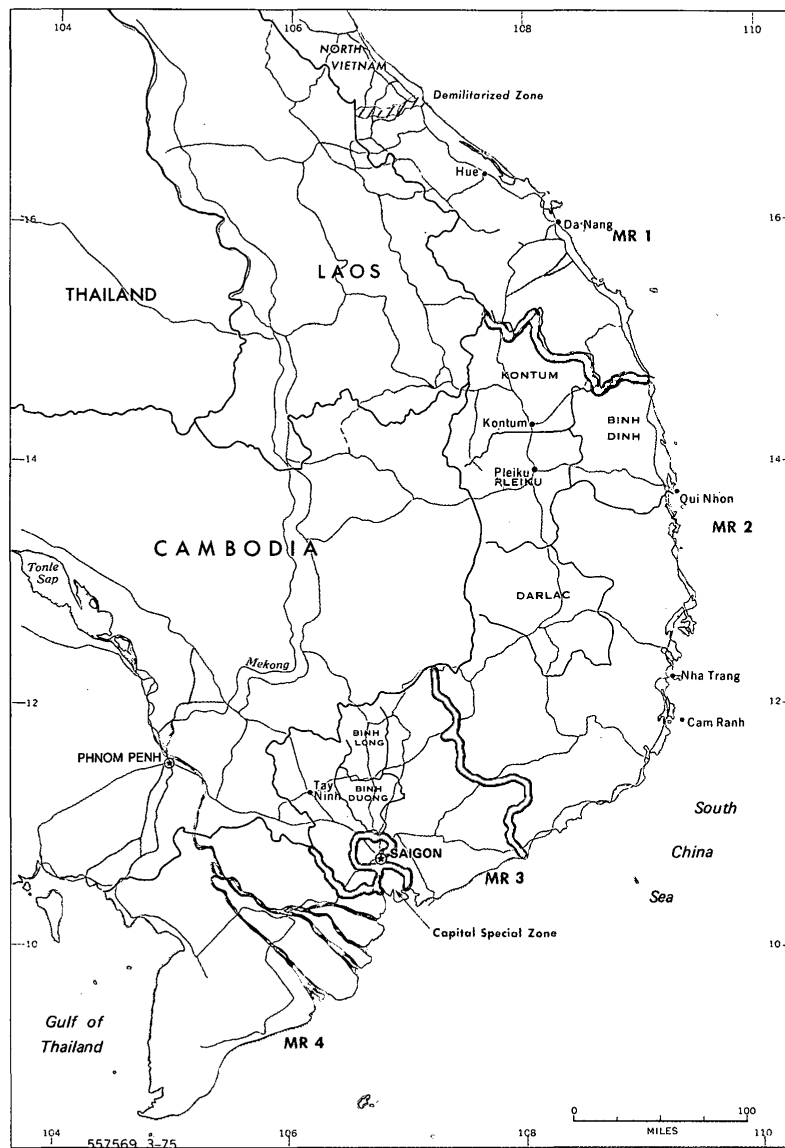 104
106
108
110
NORTH
VIETNAM
Demilitarized Zone
Hue
16
Da Nang
16
MR 1
LAOS
THAILAND
KONTUM
Kontum
BINH
DINH
14
14
Pleiku
PLEIKU
Qui Nhon
MR 2
CAMBODIA
Tonle
Sap
DARLAC
Mekong
Nha Trang
12
12
Cam Ranh
BINH
LONG
PHNOM PENH
Tay
Ninh
BINH
DUONG
South
China
Sea
SAIGON
MR 3
Capital Special Zone
10
10
Gulf of
Thailand
MR 4
0
100
MILES
104
106
108
110
557569 3-75